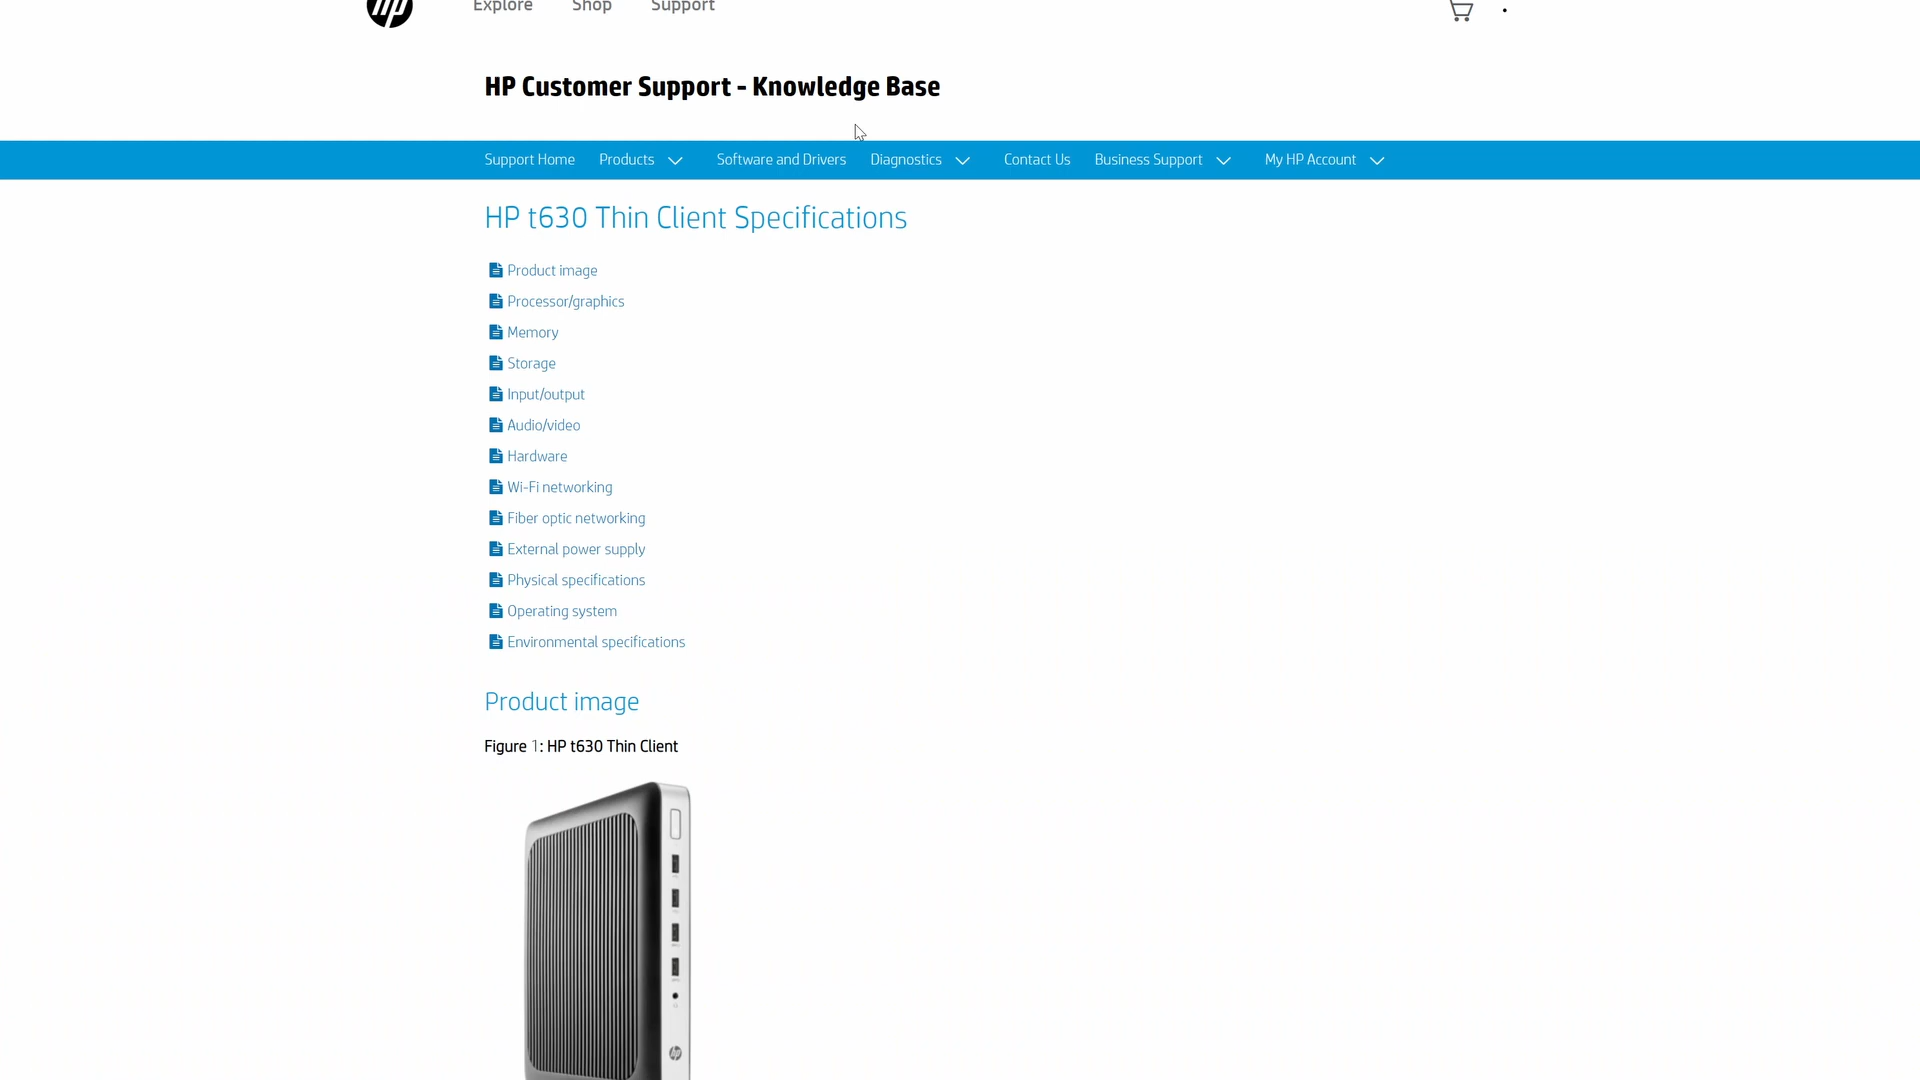 hp
Explore Shop Support
HP Customer Support - Knowledge Base
Support Home Products Software and Drivers Diagnostics Contact Us Business Support My HP Account
HP t630 Thin Client Specifications
Product image
Processor/graphics
Memory
Storage
Input/output
Audio/video
Hardware
Wi-Fi networking
Fiber optic networking
External power supply
Physical specifications
Operating system
Environmental specifications
Product image
Figure 1: HP t630 Thin Client
hp